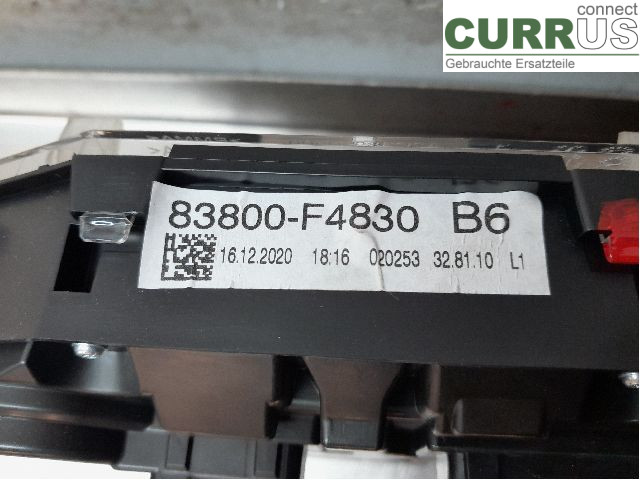 connect
CURRUS
Gebrauchte Ersatzteile
83800-F4830 B6
16.12.2020 18:16 020253 32.81.10 L1